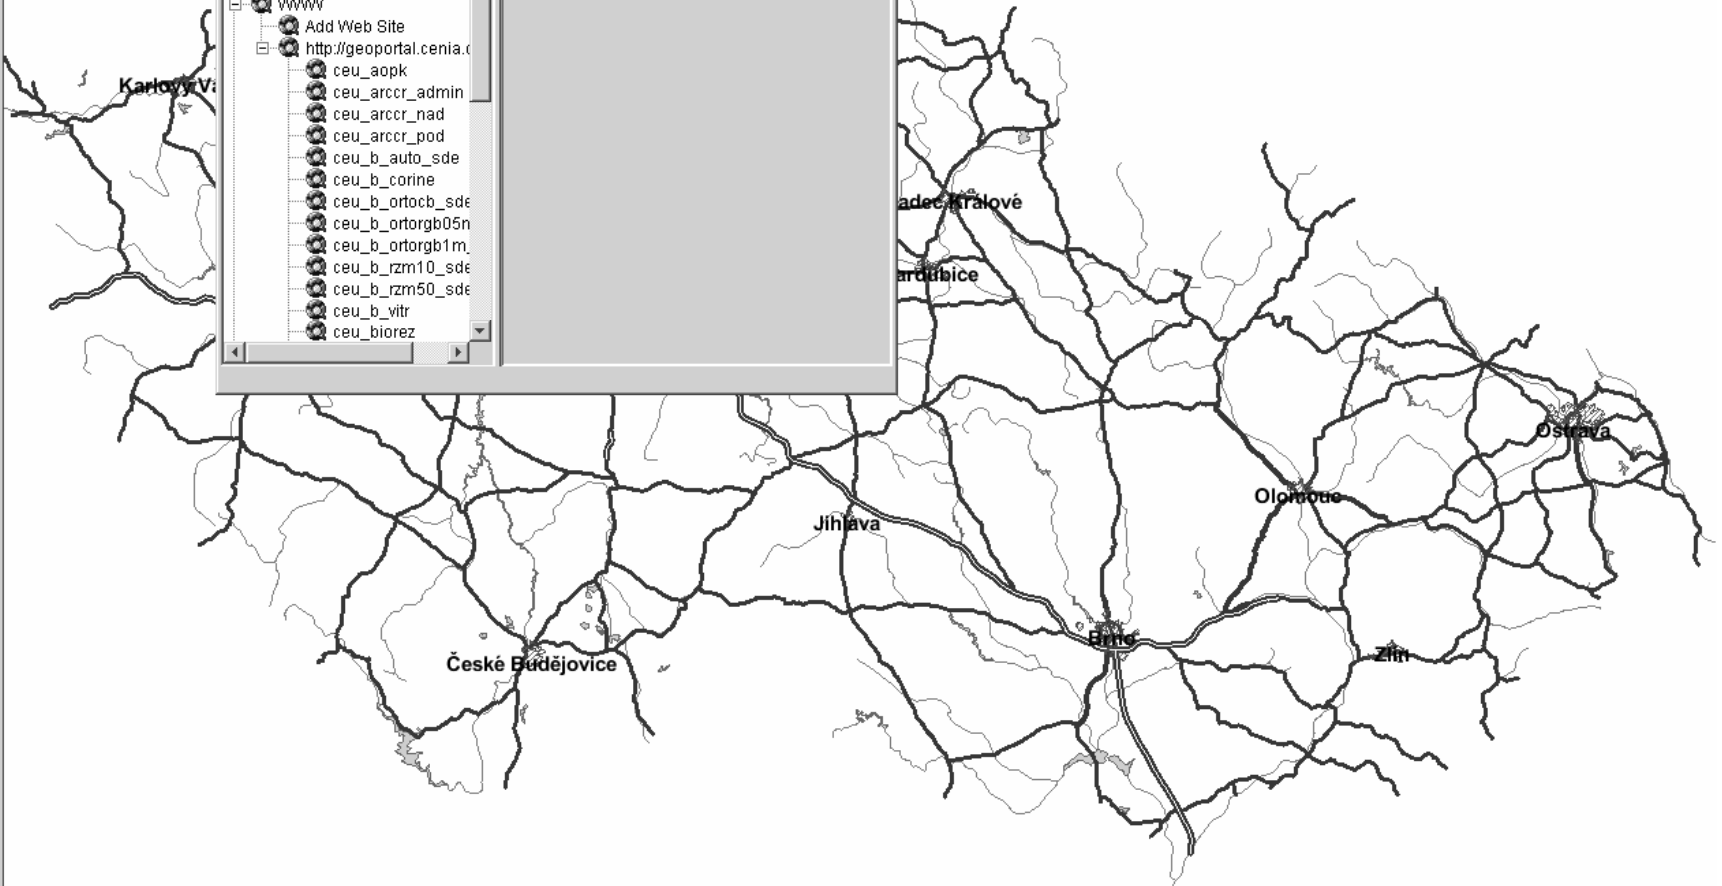 WWW
Add Web Site
http://geoportal.cenia.
ceu_aopk
ceu_arccr_admin
ceu_arccr_nad
ceu_arccr_pod
ceu_b_auto_sde
ceu_b_corine
ceu_b_ortocb_sde
ceu_b_ortorgb05n
ceu_b_ortorgb1m_
ceu_b_rzm10_sde
ceu_b_rzm50_sde
ceu_b_vitr
ceu_biorez
Karlovy Va
adec Králové
ardubice
Ostrava
Olomouc
Jihlava
Brno
Zlín
České Budějovice